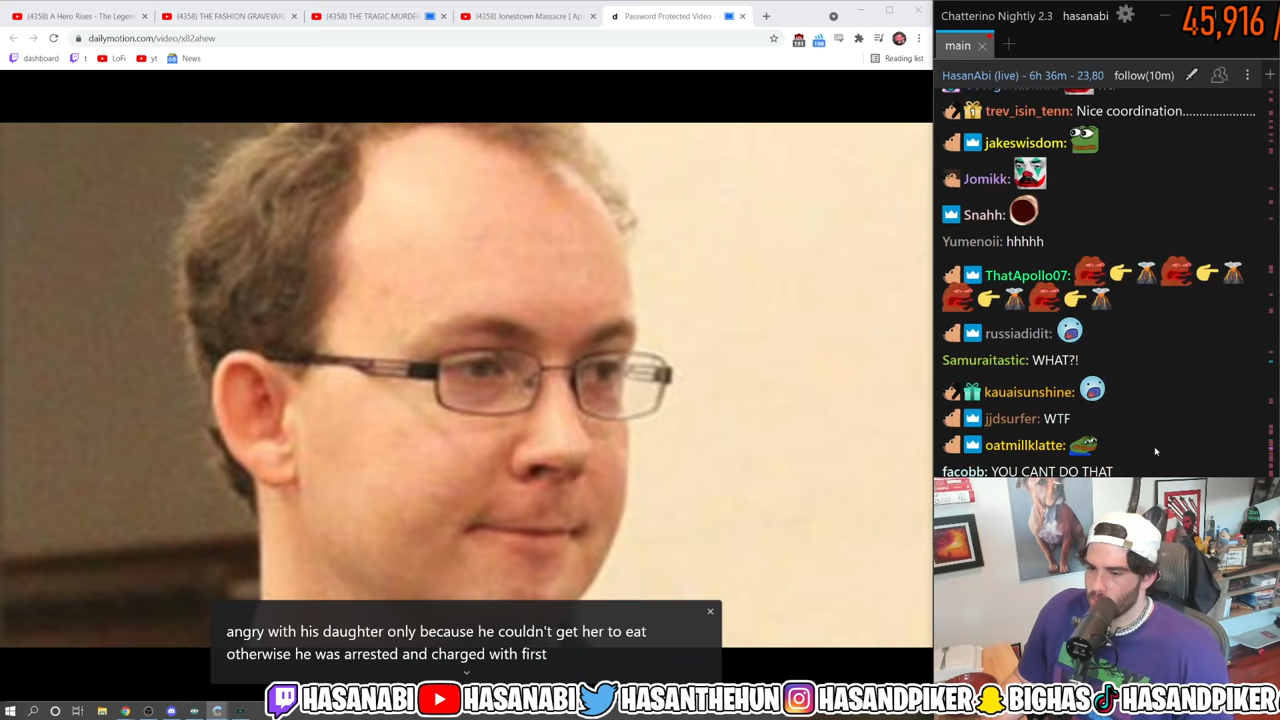 (4358) A Hero Rises - The Legen
(4358) THE FASHION GRAVEYAR
(4358) THE TRAGIC MURDER
(4358) Jonestown Massacre [ Apo
Password Protected Video -
dailymotion.com/video/x82ahew
191
198
dashboard
t
LoFi
yt
News
Reading list
angry with his daughter only because he couldn't get her to eat
otherwise he was arrested and charged with first
Chatterino Nightly 2.3
hasanabi
45,916 /
main
HasanAbi (live) - 6h 36m - 23,80
follow(10m)
trev_isin_tenn: Nice coordination......................
jakeswisdom:
Jomikk:
Snahh:
Yumenoii: hhhhh
ThatApollo07:
russiadidit:
Samuraitastic: WHAT?!
kauaisunshine:
jjdsurfer: WTF
oatmillklatte:
facobb: YOU CANT DO THAT
HASANABI
HASANABI
HASANTHEHUN
HASANDPIKER
BIGHAS
HASANDPIKER